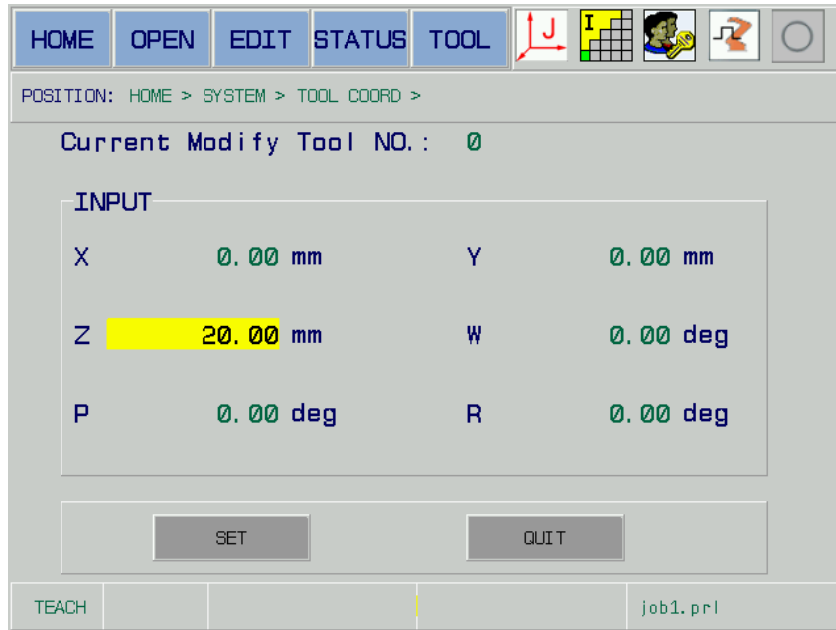 HOME OPEN EDIT STATUS TOOL J I
POSITION: HOME > SYSTEM > TOOL COORD >
Current Modify Tool NO.: 0
INPUT
X 0.00 mm Y 0.00 mm
Z 20.00 mm W 0.00 deg
P 0.00 deg R 0.00 deg
SET QUIT
TEACH job1.prl